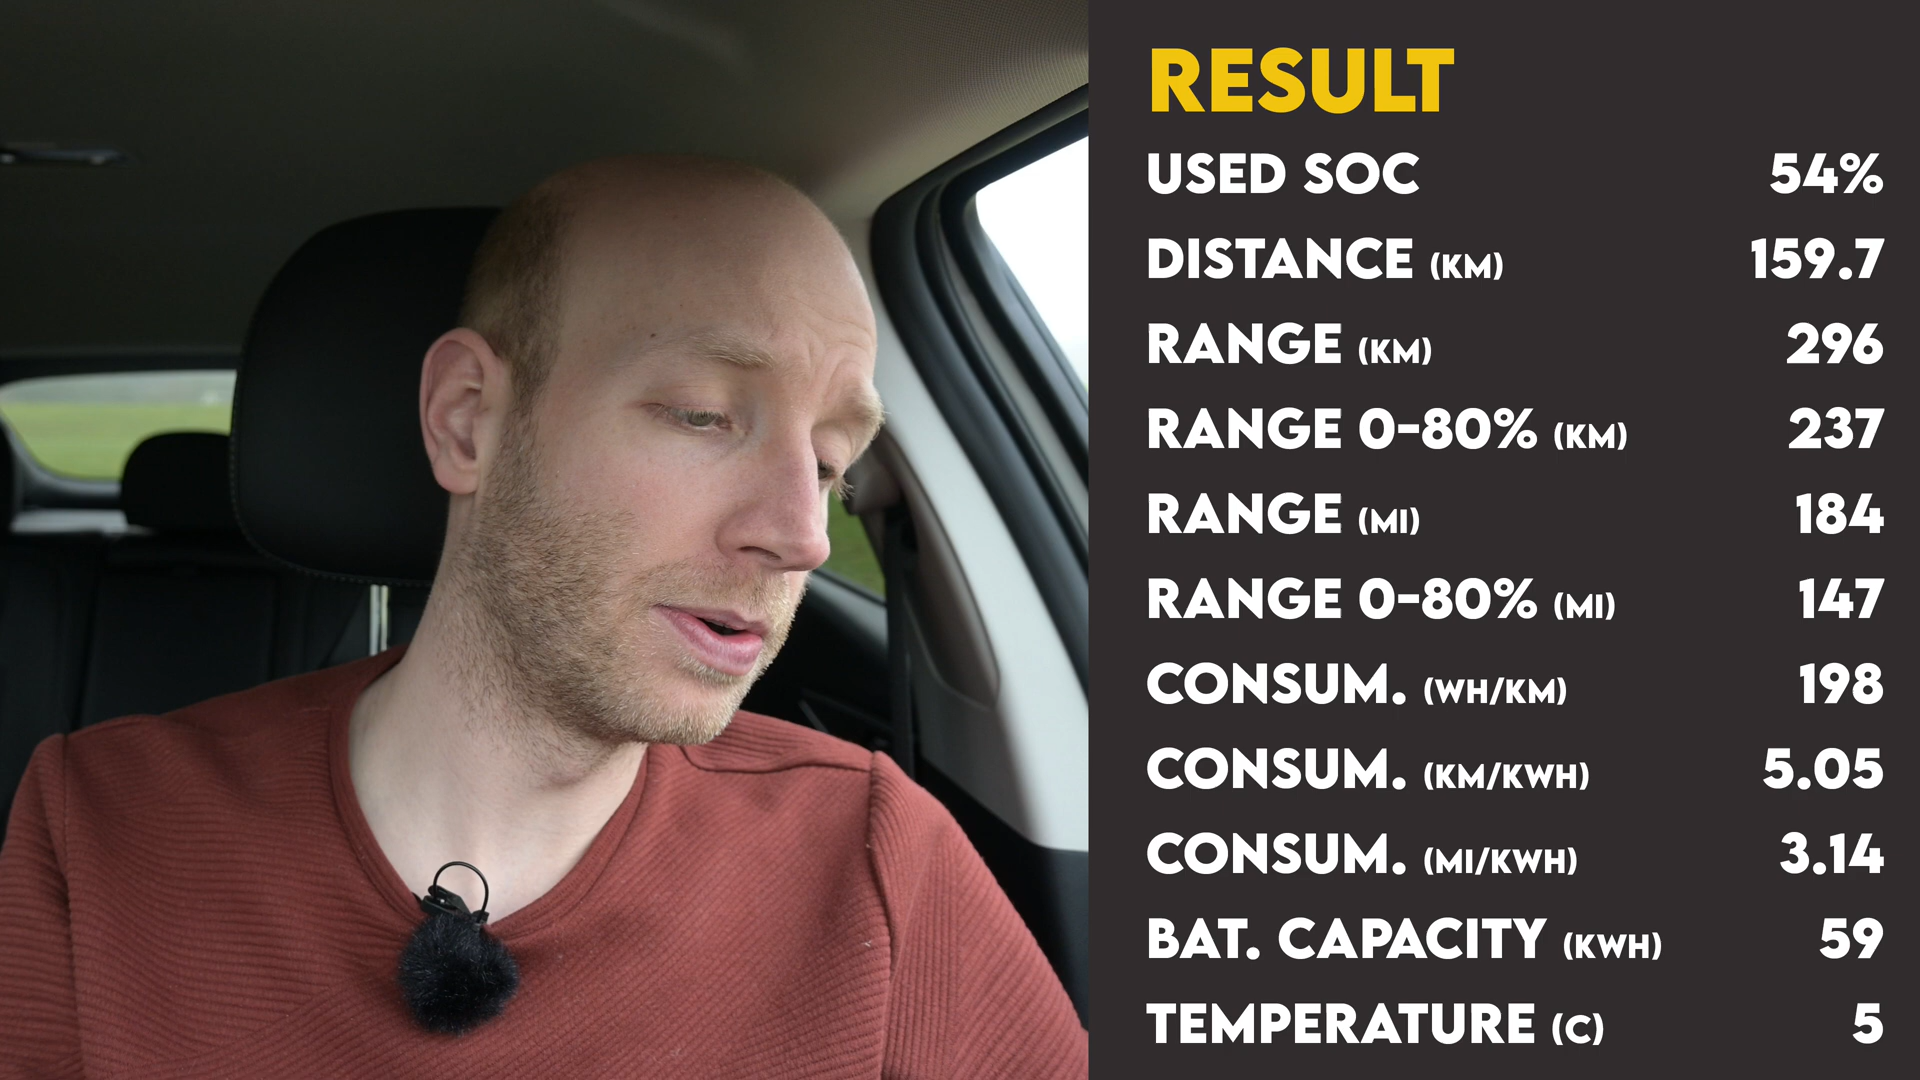 RESULT
USED SOC 54%
DISTANCE (KM) 159.7
RANGE (KM) 296
RANGE 0-80% (KM) 237
RANGE (MI) 184
RANGE 0-80% (MI) 147
CONSUM. (WH/KM) 198
CONSUM. (KM/KWH) 5.05
CONSUM. (MI/KWH) 3.14
BAT. CAPACITY (KWH) 59
TEMPERATURE (C) 5